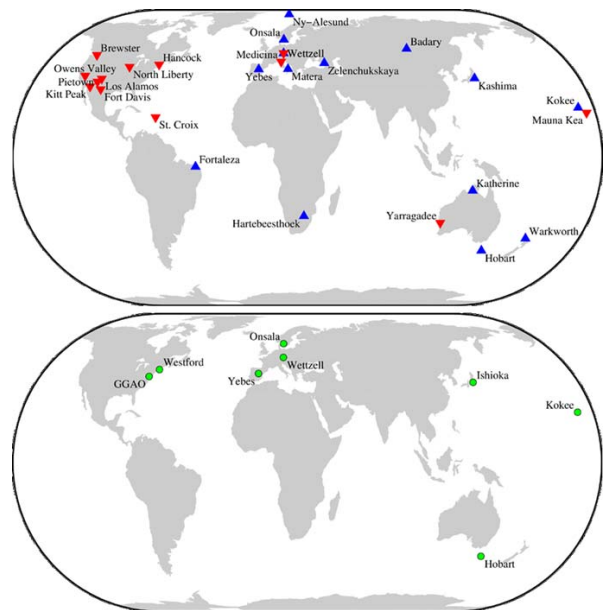 Ny-Alesund
Onsala
Brewster
Hancock
Badary
Medicina
Wettzell
Owens Valley
North Liberty
Zelenchukskaya
Pietown
Los Alamos
Yebes
Matera
Kashima
Kitt Peak
Fort Davis
Kokee
Mauna Kea
St. Croix
Fortaleza
Katherine
Hartebeesthoek
Yarragadee
Warkworth
Hobart
Onsala
Westford
Wettzell
GGAO
Yebes
Ishioka
Kokee
Hobart